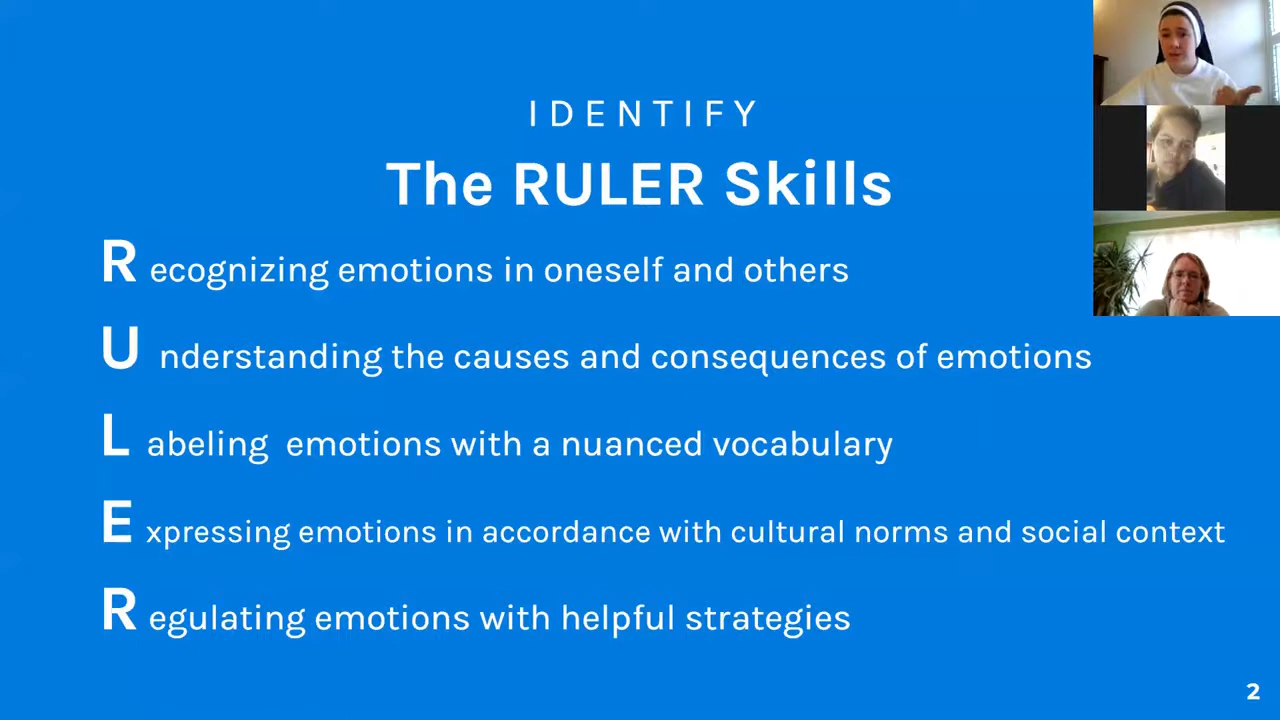 IDENTIFY
The RULER Skills
R ecognizing emotions in oneself and others
U nderstanding the causes and consequences of emotions
L abeling emotions with a nuanced vocabulary
E xpressing emotions in accordance with cultural norms and social context
R egulating emotions with helpful strategies
2